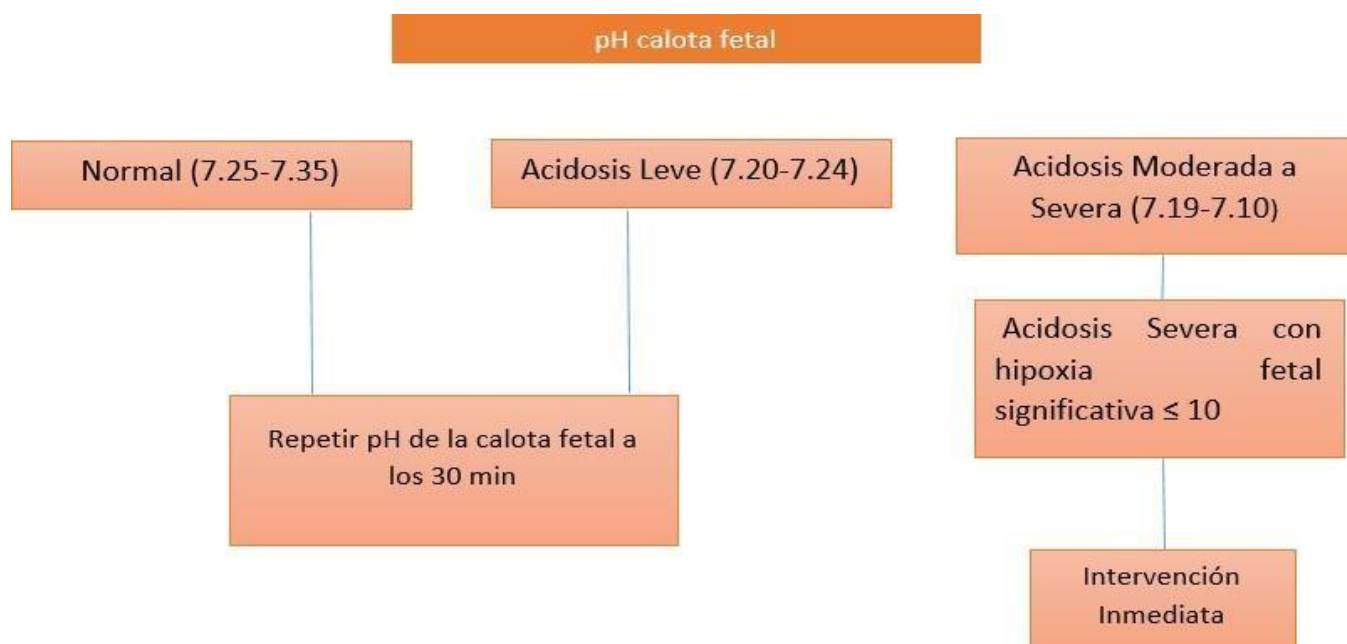 pH calota fetal
Normal (7.25-7.35)
Acidosis Leve (7.20-7.24)
Acidosis Moderada a
Severa (7.19-7.10)
Acidosis Severa con
hipoxia fetal
significativa ≤ 10
Repetir pH de la calota fetal a
los 30 min
Intervención
Inmediata